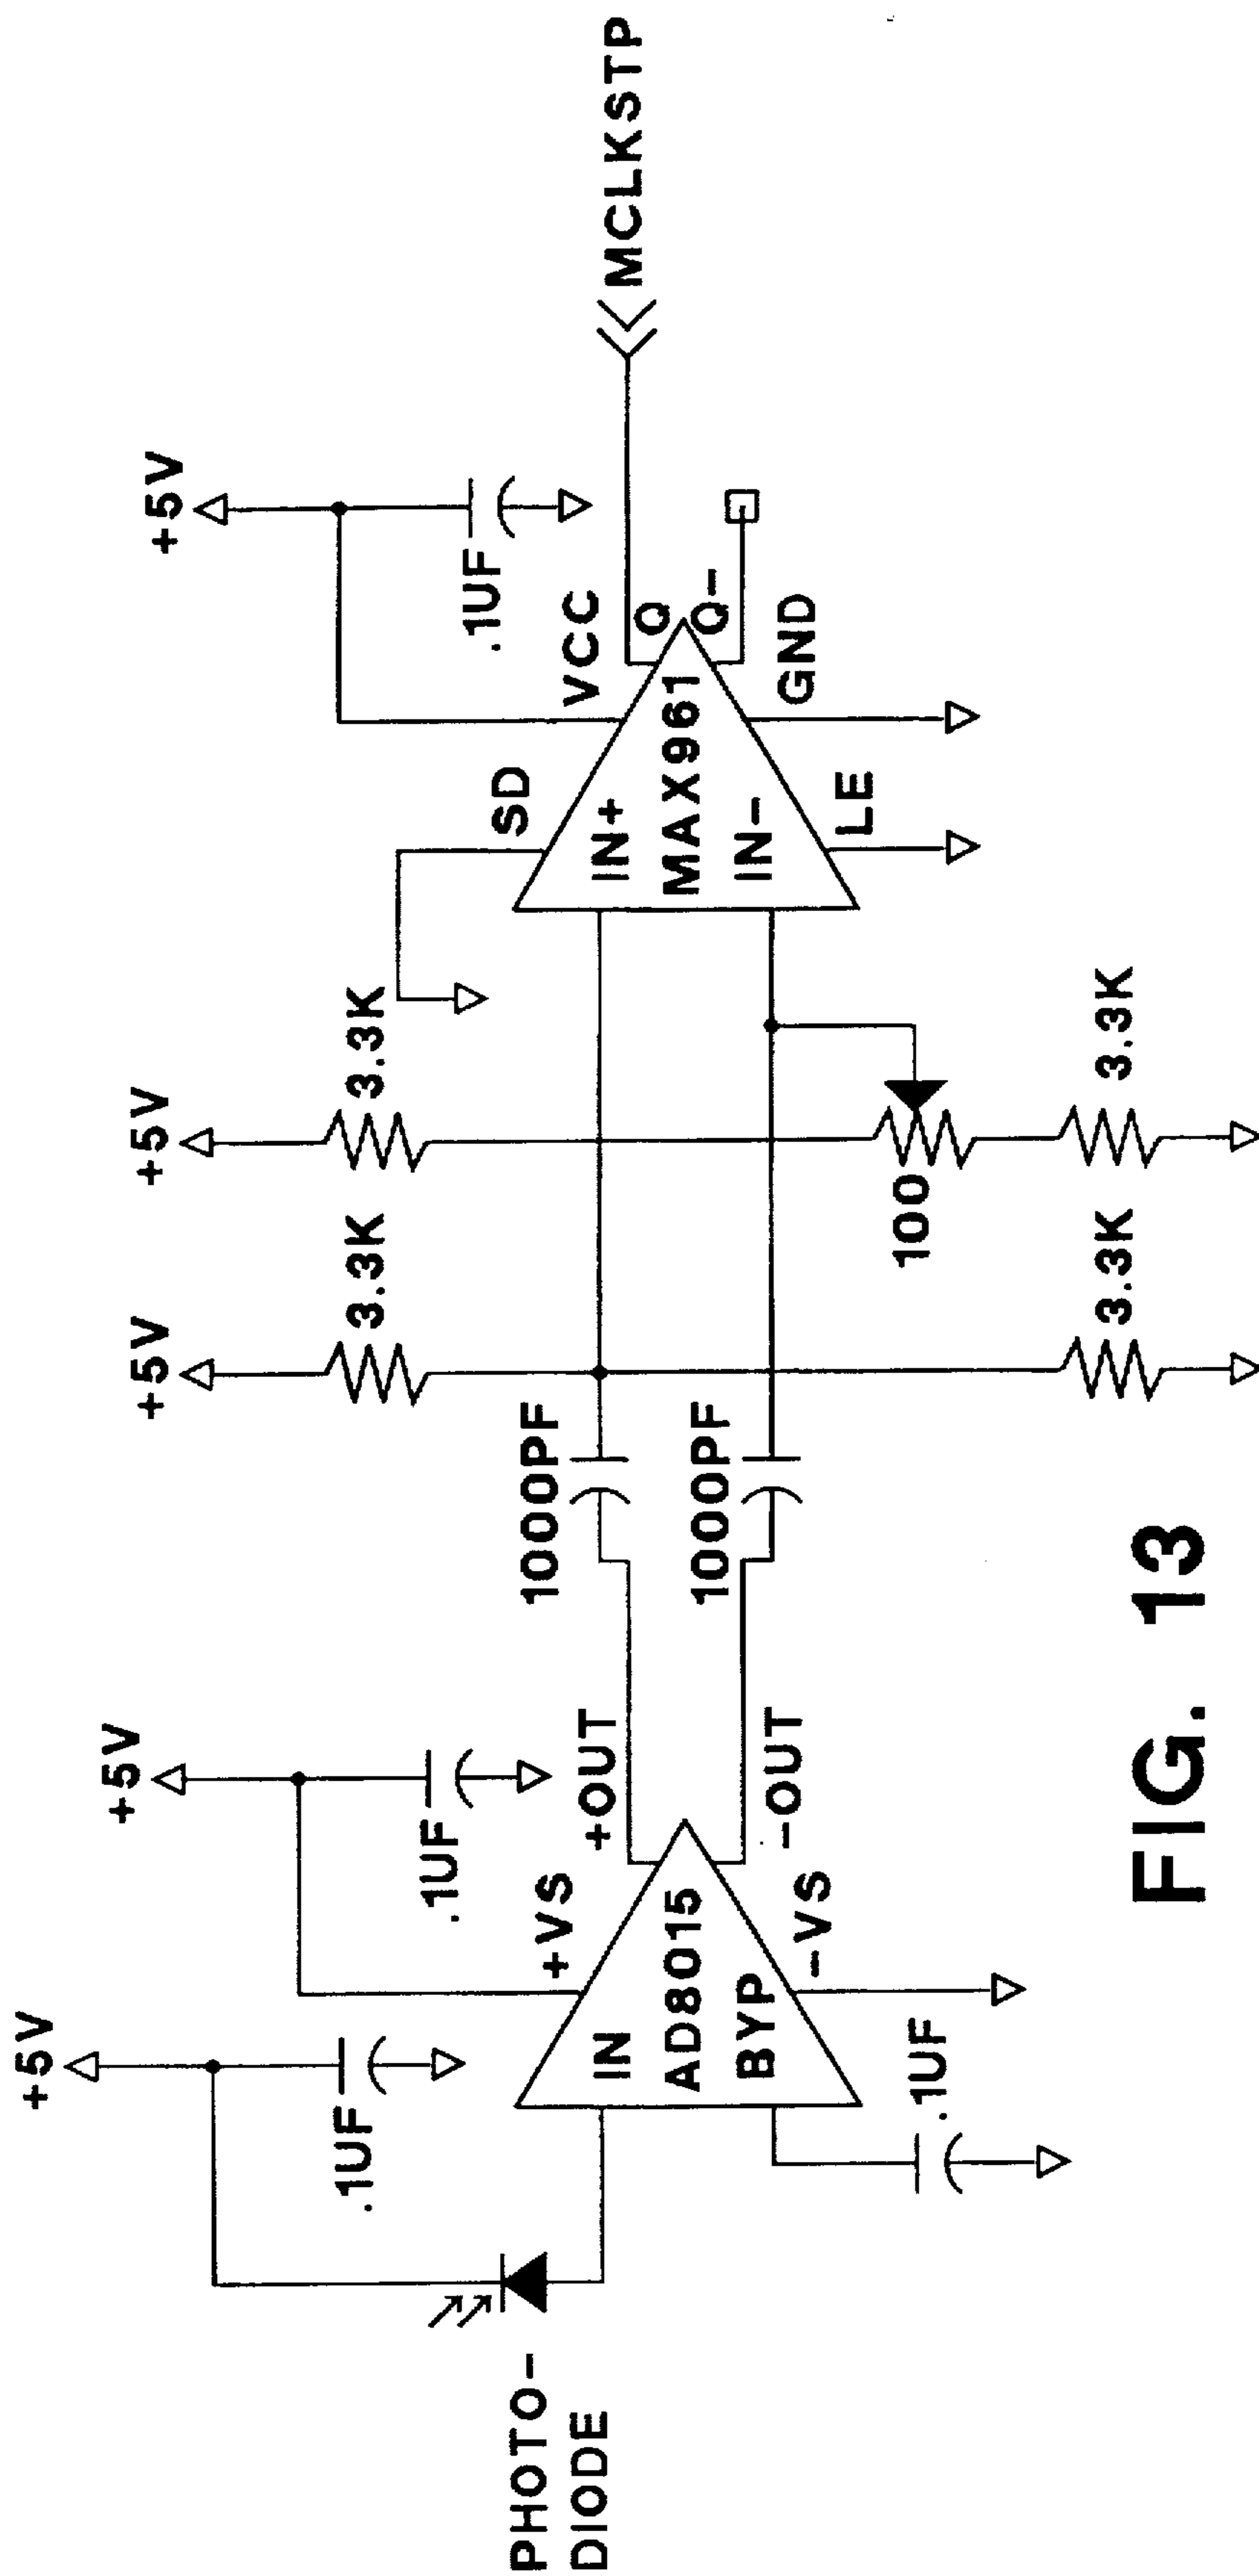 PHOTO-
DIODE
+5V
.1UF
+5V
.1UF
+VS
IN
AD8015
BYP
-VS
.1UF
+OUT
-OUT
1000PF
1000PF
+5V
3.3K
3.3K
+5V
3.3K
100
3.3K
SD
IN+
MAX961
IN-
LE
VCC
Q
Q-
GND
+5V
.1UF
MCLKSTP
FIG. 13